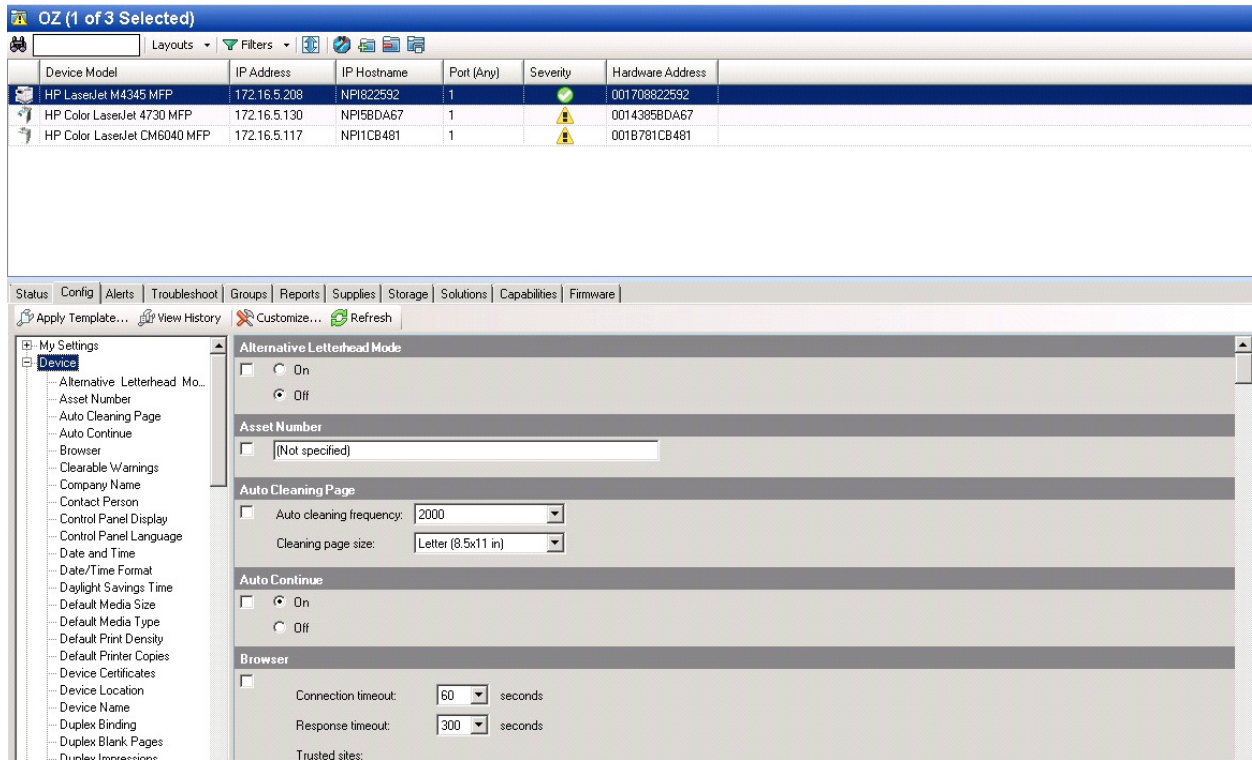 OZ (1 of 3 Selected)
Layouts Filters
Device Model IP Address IP Hostname Port (Any) Severity Hardware Address
HP LaserJet M4345 MFP 172.16.5.208 NPI822592 1 001708822592
HP Color LaserJet 4730 MFP 172.16.5.130 NPI5BDA67 1 0014385BDA67
HP Color LaserJet CM6040 MFP 172.16.5.117 NPI1CB481 1 001B781CB481
Status Config Alerts Troubleshoot Groups Reports Supplies Storage Solutions Capabilities Firmware
Apply Template... View History Customize... Refresh
My Settings
Device
Alternative Letterhead Mo...
Asset Number
Auto Cleaning Page
Auto Continue
Browser
Clearable Warnings
Company Name
Contact Person
Control Panel Display
Control Panel Language
Date and Time
Date/Time Format
Daylight Savings Time
Default Media Size
Default Media Type
Default Print Density
Default Printer Copies
Device Certificates
Device Location
Device Name
Duplex Binding
Duplex Blank Pages
Duplex Impressions
Alternative Letterhead Mode
On
Off
Asset Number
(Not specified)
Auto Cleaning Page
Auto cleaning frequency: 2000
Cleaning page size: Letter (8.5x11 in)
Auto Continue
On
Off
Browser
Connection timeout: 60 seconds
Response timeout: 300 seconds
Trusted sites: